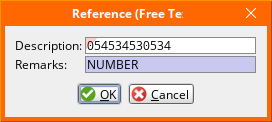 Reference (Free Te
Description: 054534530534
Remarks: NUMBER
OK Cancel